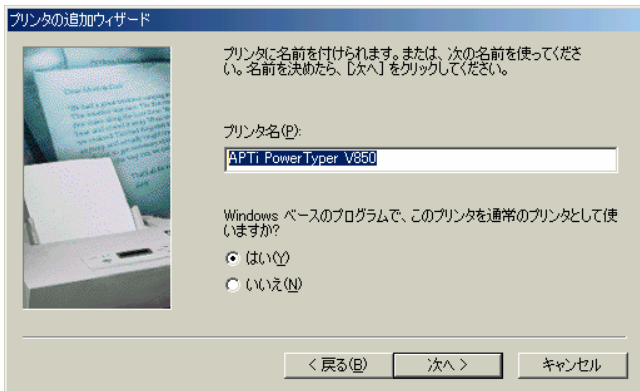 プリンタの追加ウィザード
プリンタに名前を付けられます。または、次の名前を使ってくださ
い。名前を決めたら、[次へ] をクリックしてください。
プリンタ名(P):
APTi PowerTyper V850
Windows ベースのプログラムで、このプリンタを通常のプリンタとして使
いますか?
はい(Y)
いいえ(N)
< 戻る(B)
次へ >
キャンセル